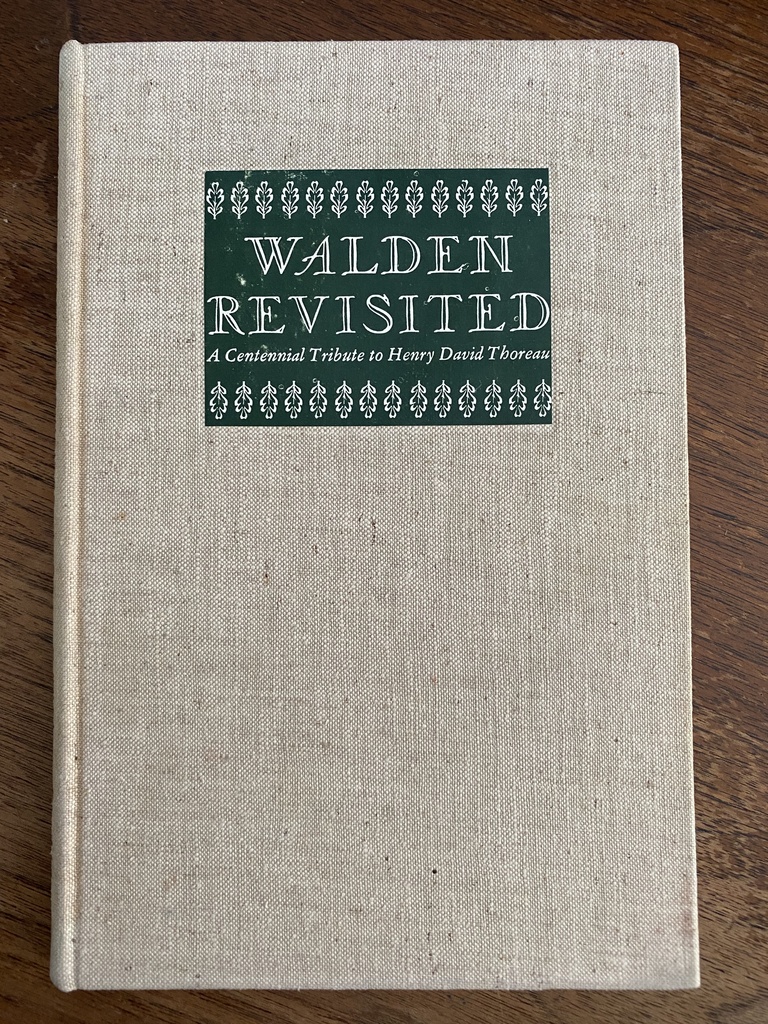 WALDEN
REVISITED
A Centennial Tribute to Henry David Thoreau